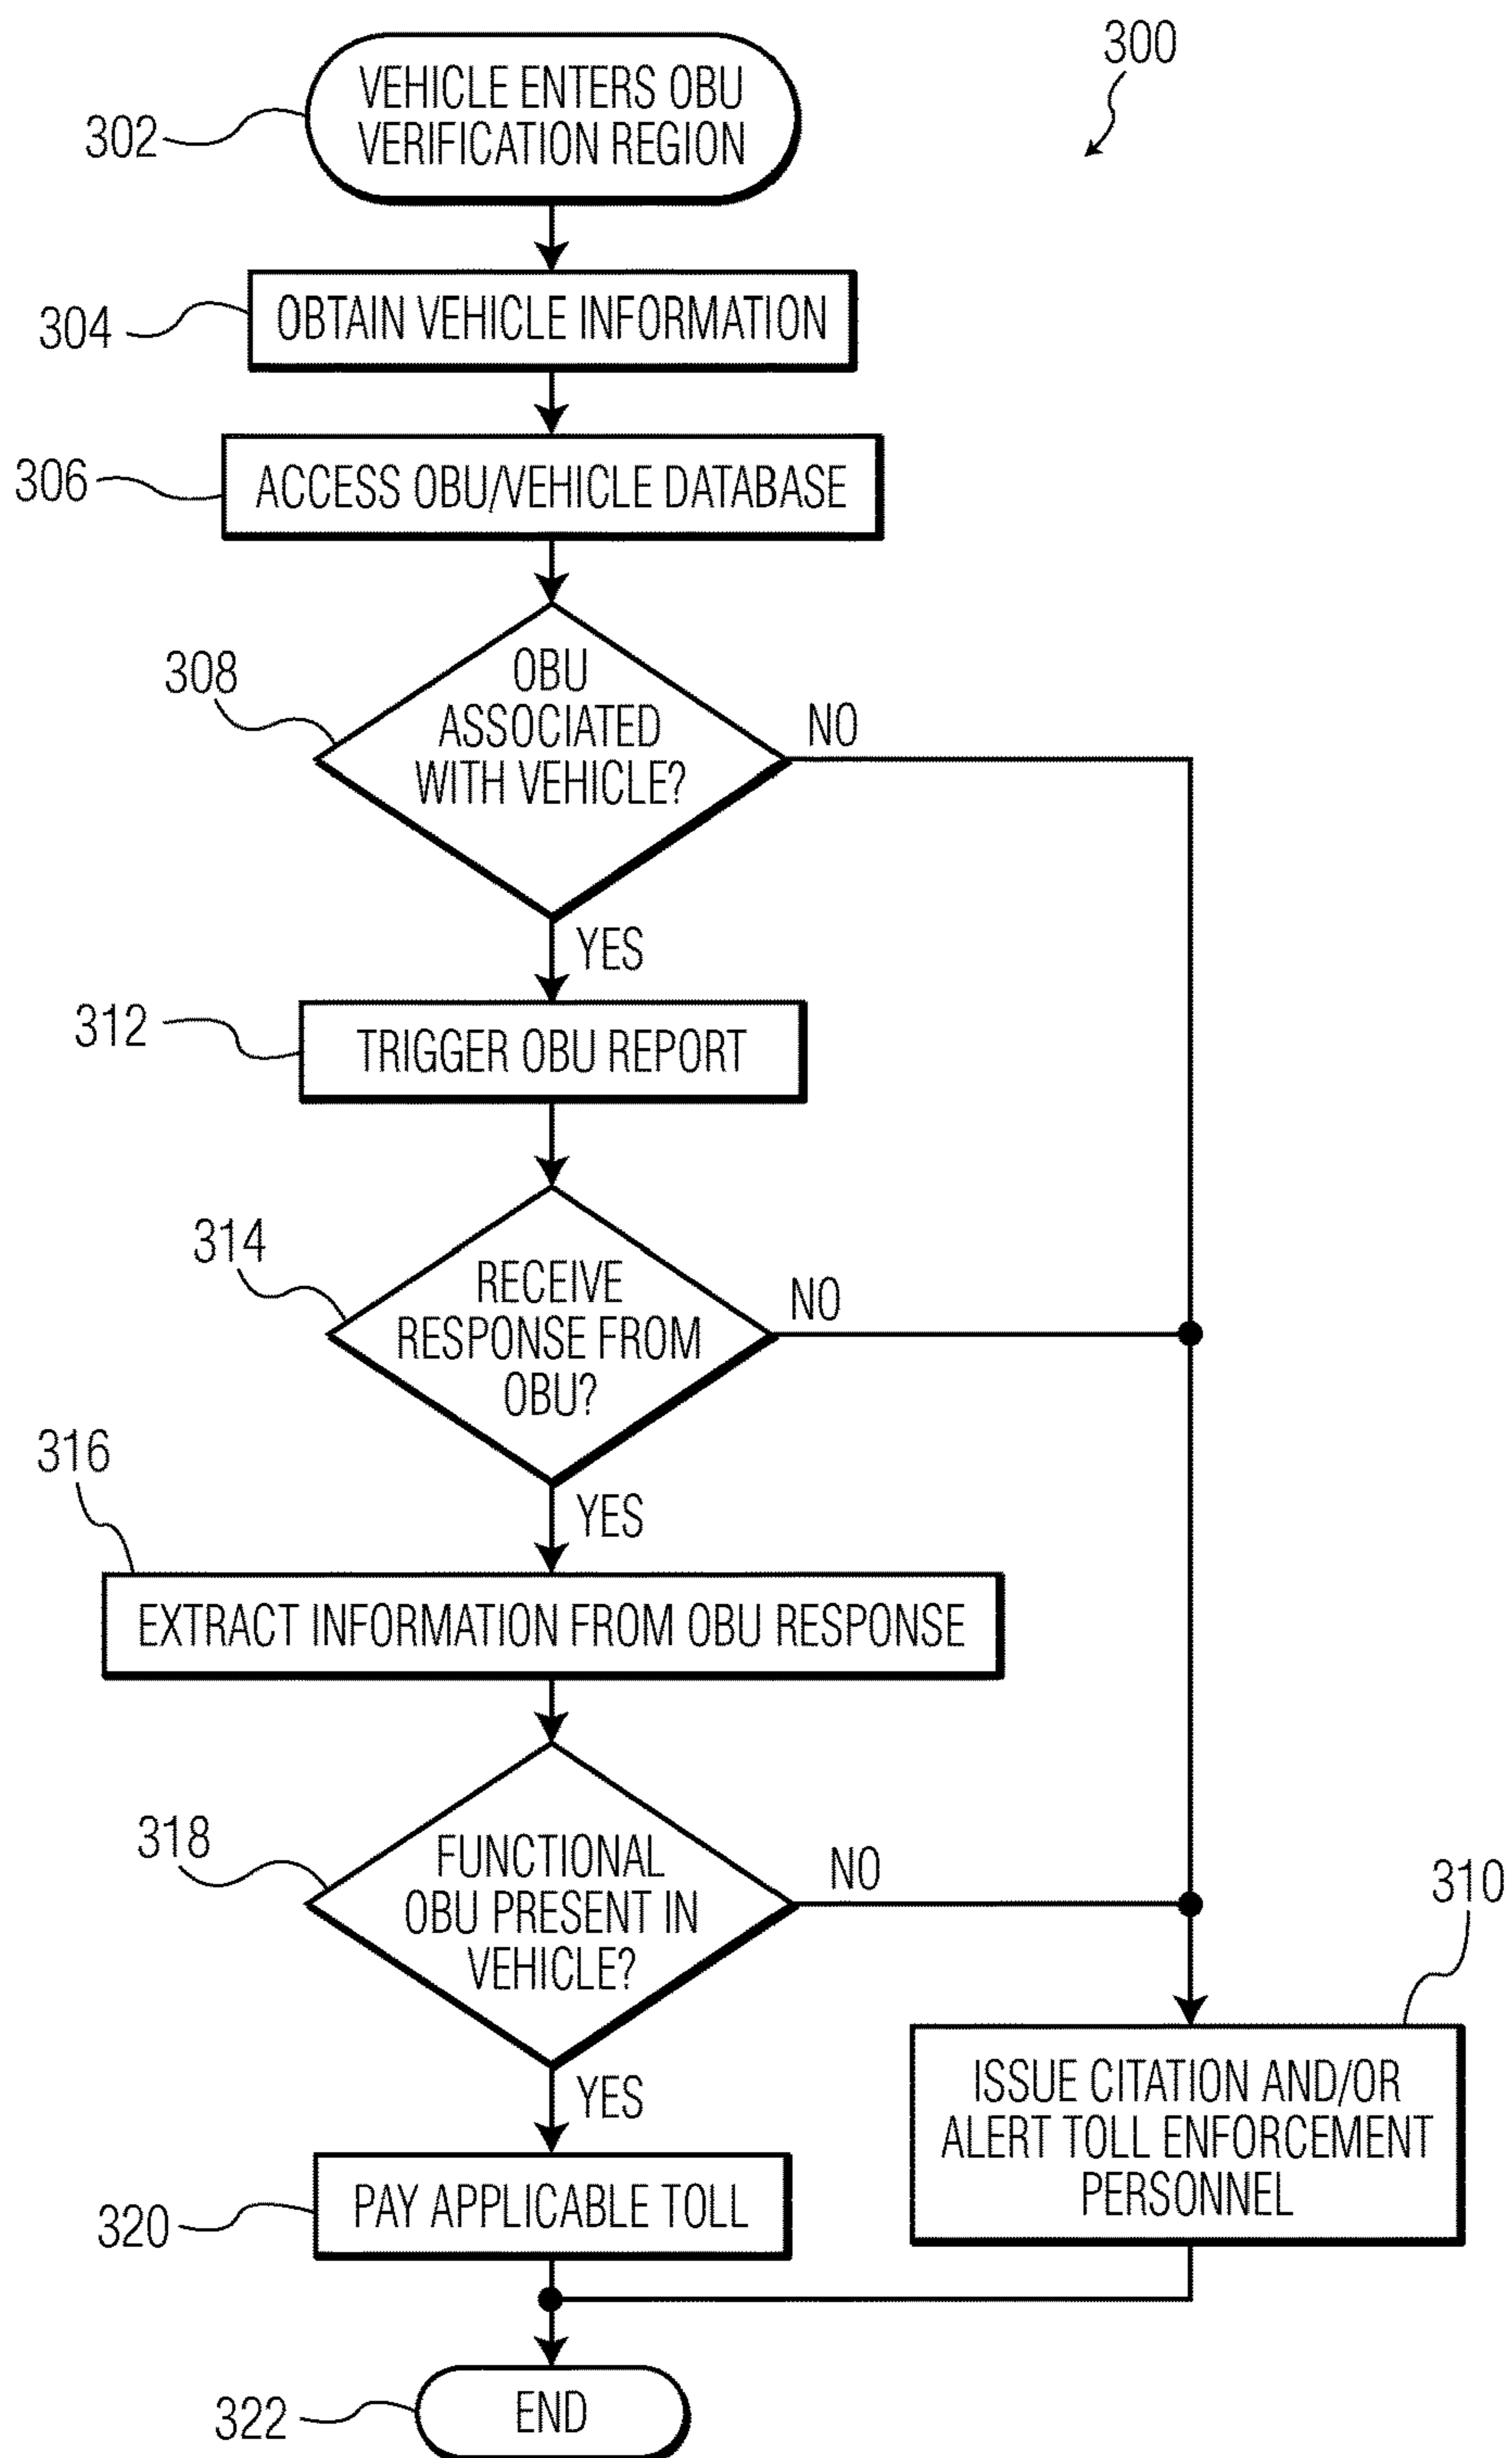 300
VEHICLE ENTERS OBU
VERIFICATION REGION
302
304
OBTAIN VEHICLE INFORMATION
306
ACCESS OBU/VEHICLE DATABASE
308
OBU
ASSOCIATED
WITH VEHICLE?
NO
YES
312
TRIGGER OBU REPORT
314
RECEIVE
RESPONSE FROM
OBU?
NO
316
YES
EXTRACT INFORMATION FROM OBU RESPONSE
318
FUNCTIONAL
OBU PRESENT IN
VEHICLE?
NO
310
YES
ISSUE CITATION AND/OR
ALERT TOLL ENFORCEMENT
PERSONNEL
320
PAY APPLICABLE TOLL
322
END